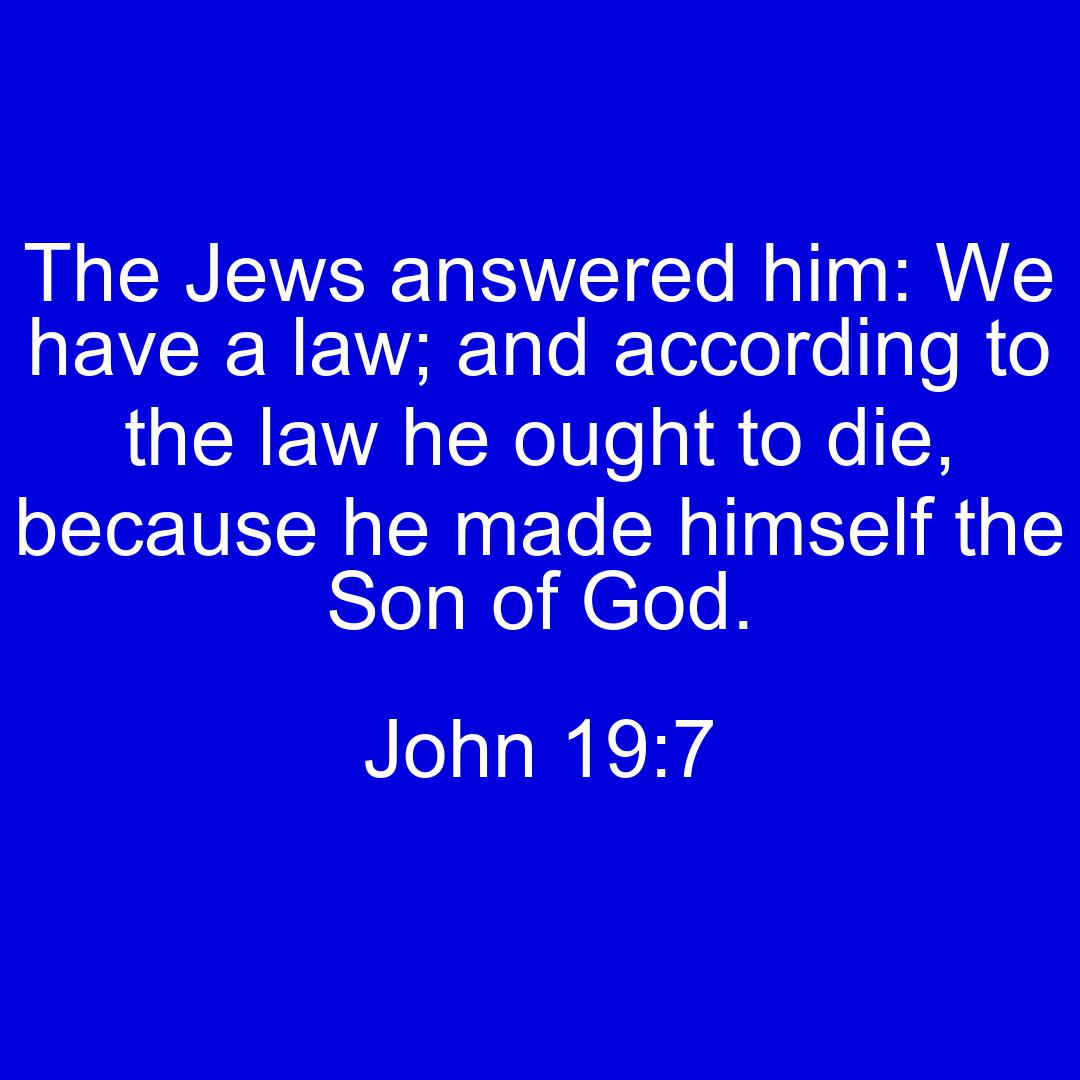 The Jews answered him: We
have a law; and according to
the law he ought to die,
because he made himself the
Son of God.
John 19:7